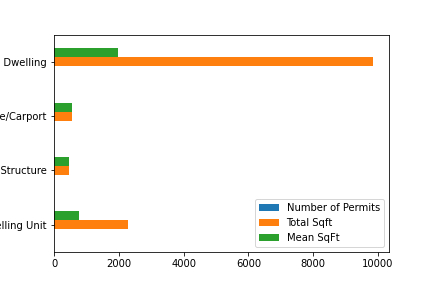 Dwelling
e/Carport
Structure
elling Unit
Number of Permits
Total Sqft
Mean SqFt
0
2000
4000
6000
8000
10000